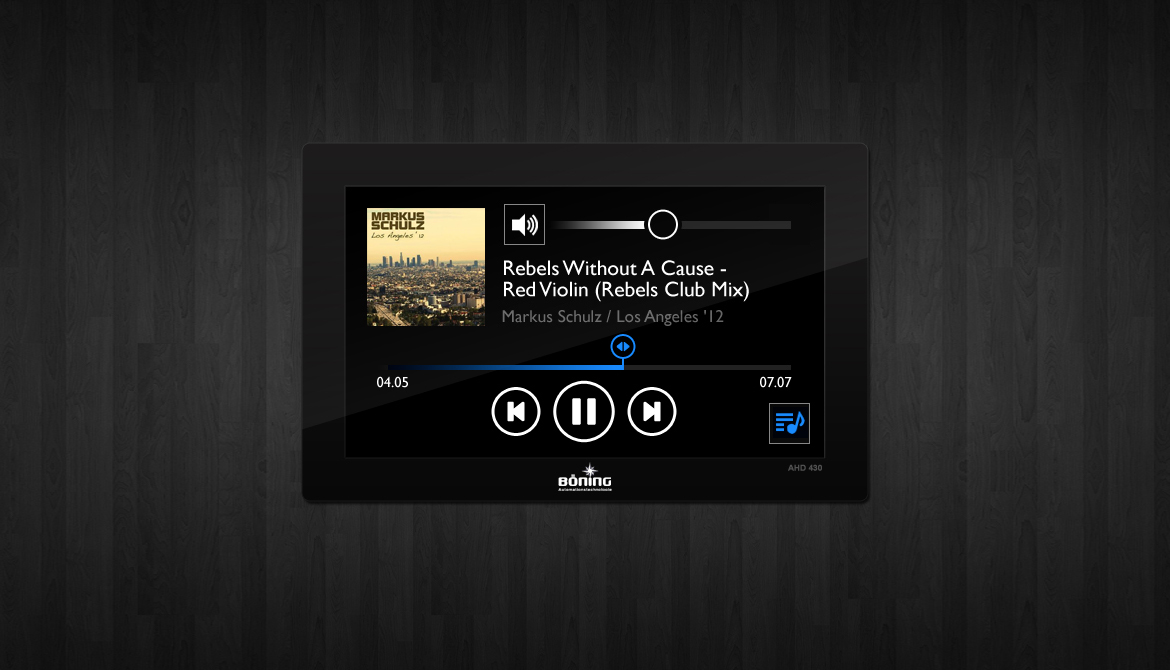 MARKUS
SCHULZ
Los Angeles '12
Rebels Without A Cause -
Red Violin (Rebels Club Mix)
Markus Schulz / Los Angeles '12
04.05
07.07
AHD 430
BÖNING
Automationstechnologie